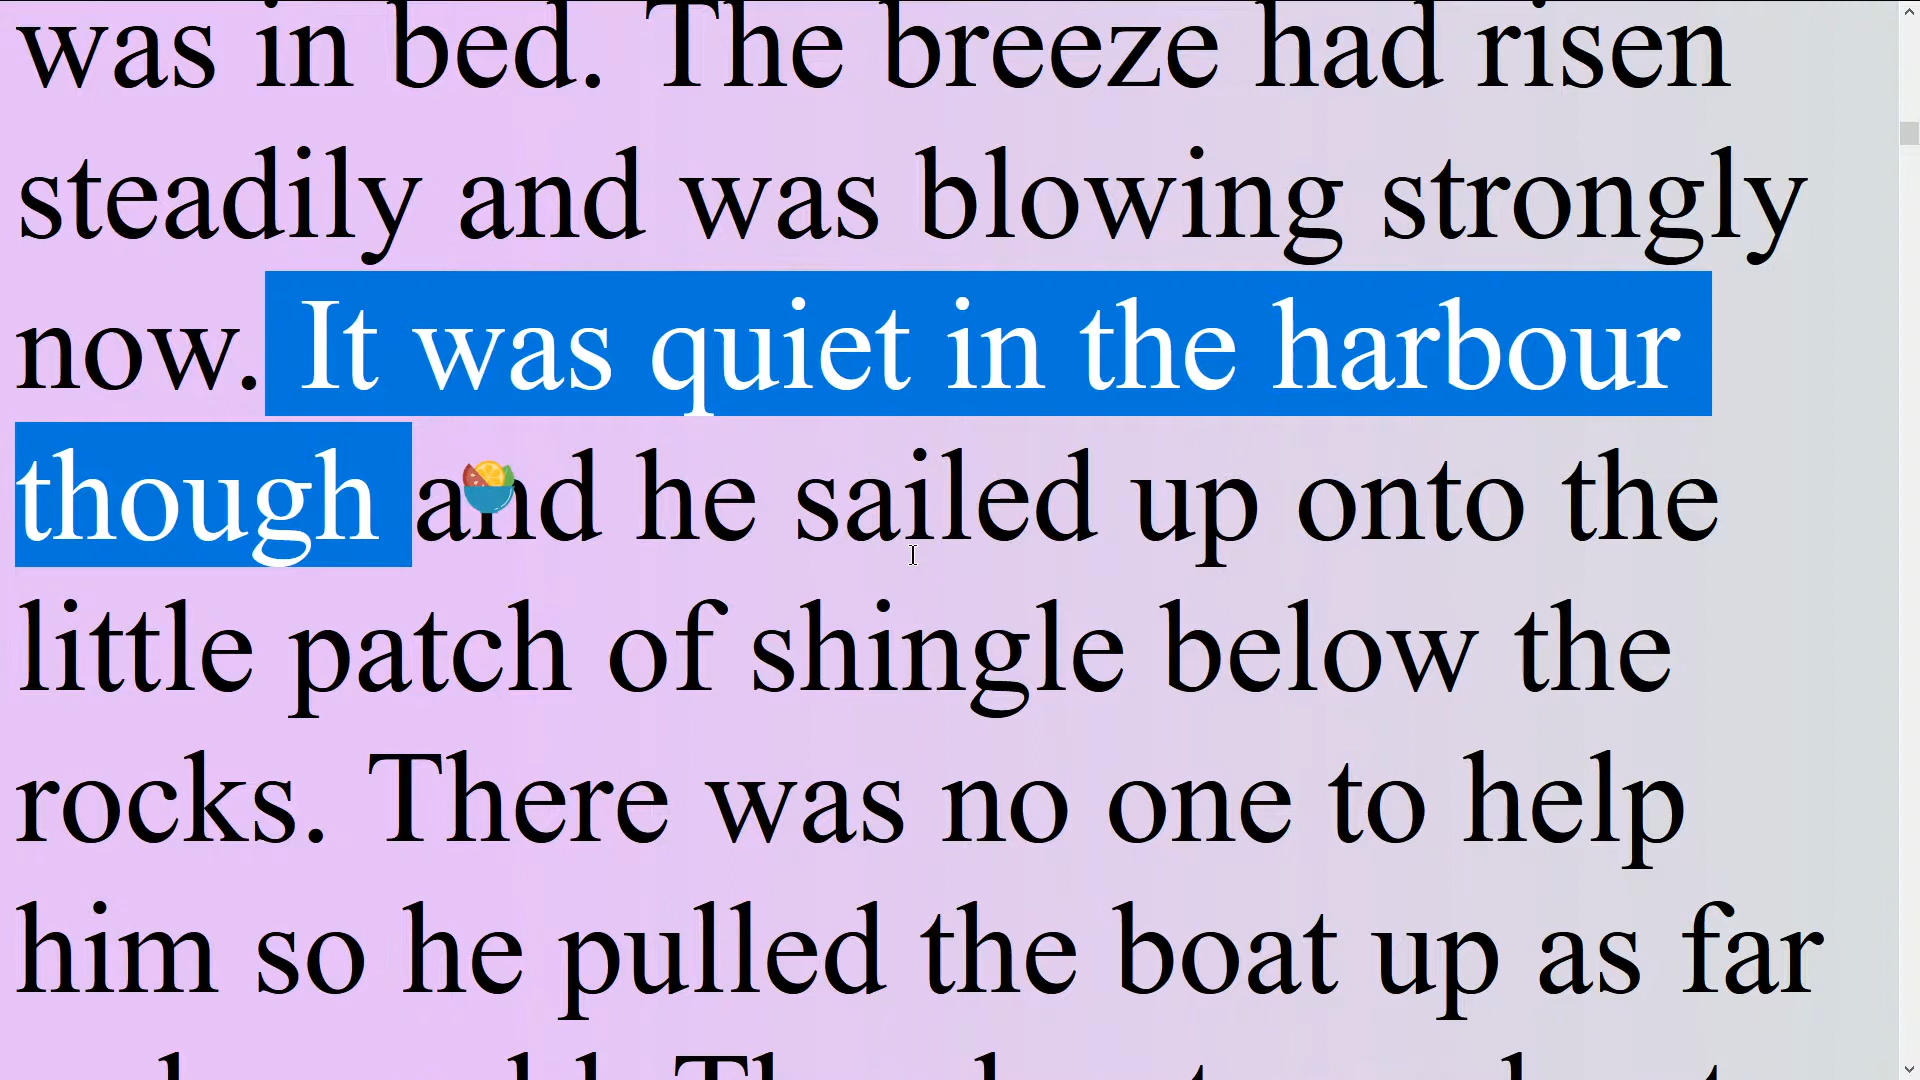 was in bed. The breeze had risen
steadily and was blowing strongly
now. It was quiet in the harbour
though and he sailed up onto the
little patch of shingle below the
rocks. There was no one to help
him so he pulled the boat up as far